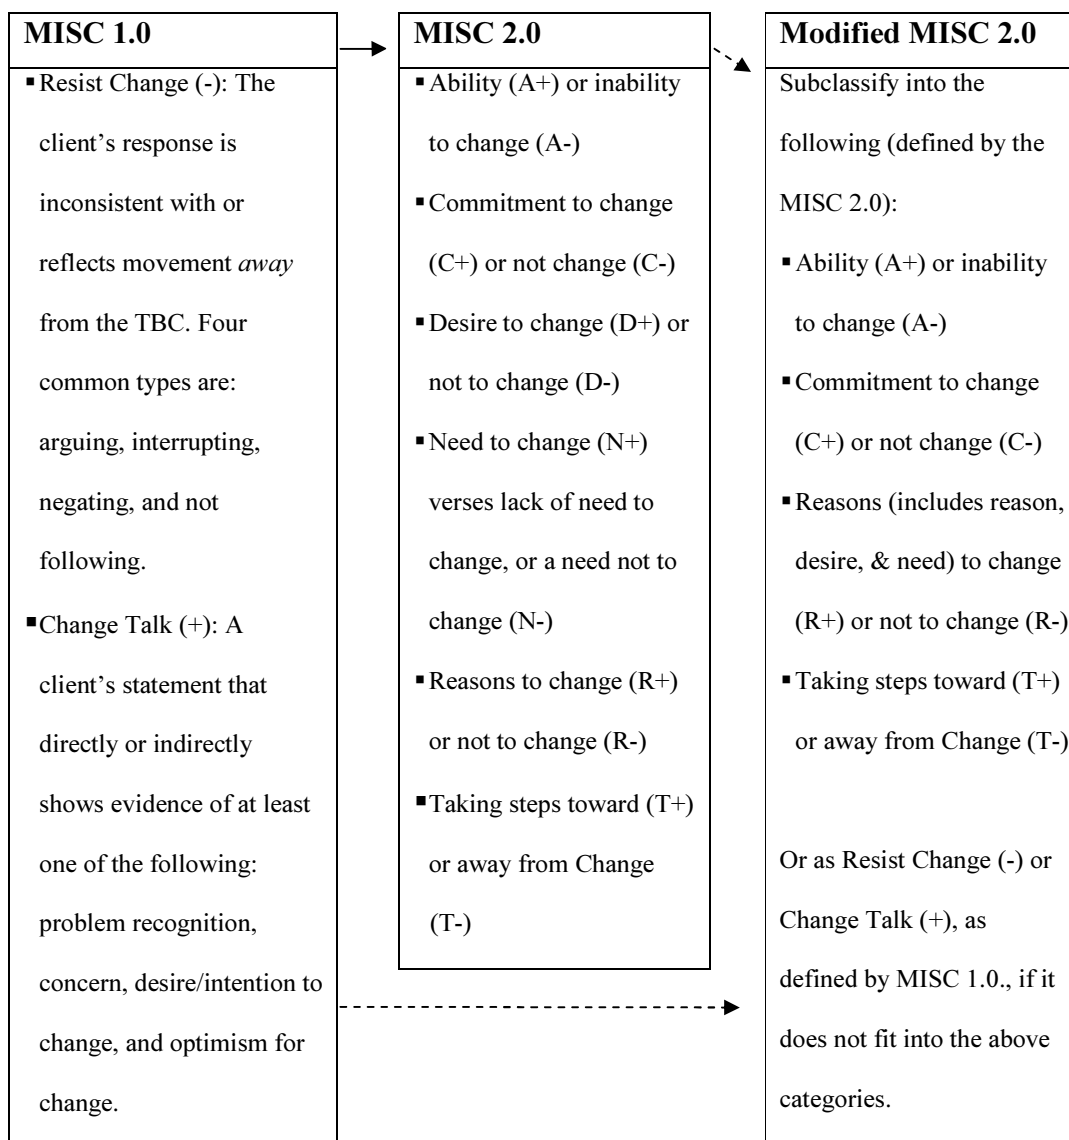 MISC 1.0
▪Resist Change (-): The
client’s response is
inconsistent with or
reflects movement away
from the TBC. Four
common types are:
arguing, interrupting,
negating, and not
following.
▪Change Talk (+): A
client’s statement that
directly or indirectly
shows evidence of at least
one of the following:
problem recognition,
concern, desire/intention to
change, and optimism for
change.
MISC 2.0
▪Ability (A+) or inability
to change (A-)
▪Commitment to change
(C+) or not change (C-)
▪Desire to change (D+) or
not to change (D-)
▪Need to change (N+)
verses lack of need to
change, or a need not to
change (N-)
▪Reasons to change (R+)
or not to change (R-)
▪Taking steps toward (T+)
or away from Change
(T-)
Modified MISC 2.0
Subclassify into the
following (defined by the
MISC 2.0):
▪Ability (A+) or inability
to change (A-)
▪Commitment to change
(C+) or not change (C-)
▪Reasons (includes reason,
desire, & need) to change
(R+) or not to change (R-)
▪Taking steps toward (T+)
or away from Change (T-)
Or as Resist Change (-) or
Change Talk (+), as
defined by MISC 1.0., if it
does not fit into the above
categories.